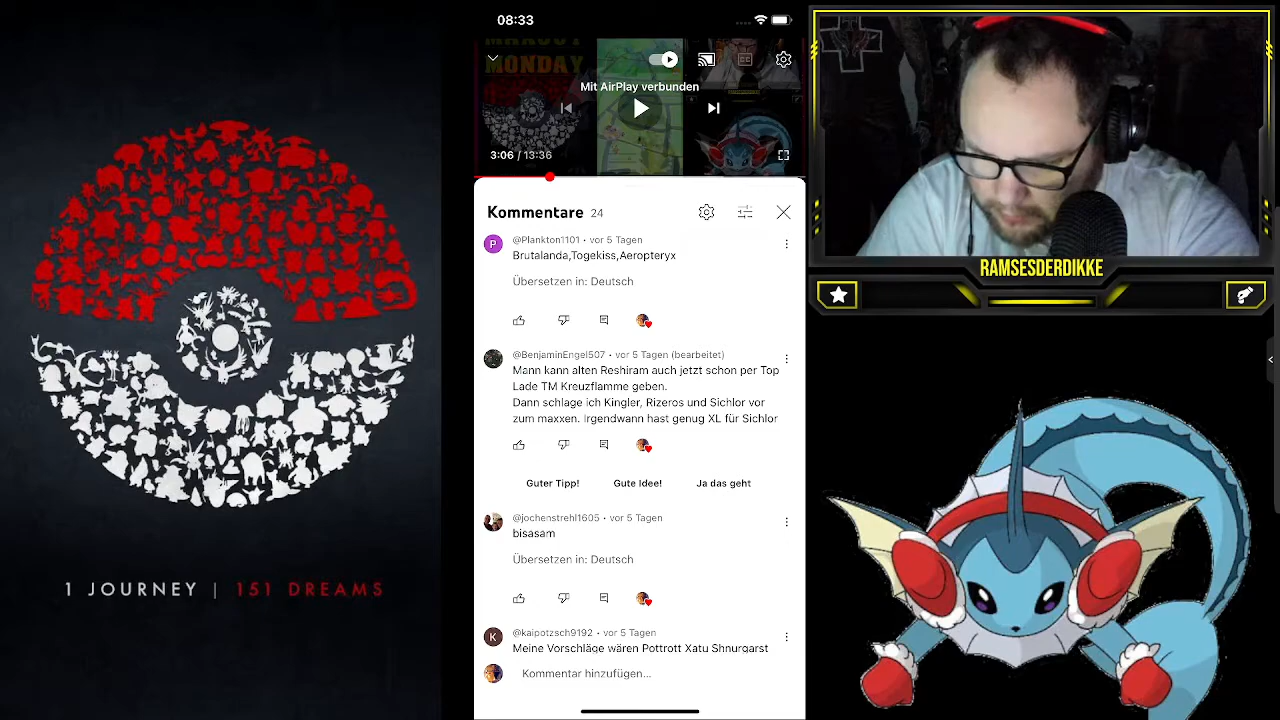 08:33
MONDAY
Mit AirPlay verbunden
3:06 / 13:36
Kommentare 24
@Plankton1101 • vor 5 Tagen
Brutalanda,Togekiss,Aeropteryx
Übersetzen in: Deutsch
@BenjaminEngel507 • vor 5 Tagen (bearbeitet)
Mann kann alten Reshiram auch jetzt schon per Top
Lade TM Kreuzflamme geben.
Dann schlage ich Kingler, Rizeros und Sichlor vor
zum maxxen. Irgendwann hast genug XL für Sichlor
Guter Tipp! Gute Idee! Ja das geht
@jochenstrehl1605 • vor 5 Tagen
bisasam
Übersetzen in: Deutsch
K
@kaipotzsch9192 • vor 5 Tagen
Meine Vorschläge wären Pottrott Xatu Shnurgarst
Kommentar hinzufügen...
P
CC
1 JOURNEY | 151 DREAMS
RAMSESDERDIKKE